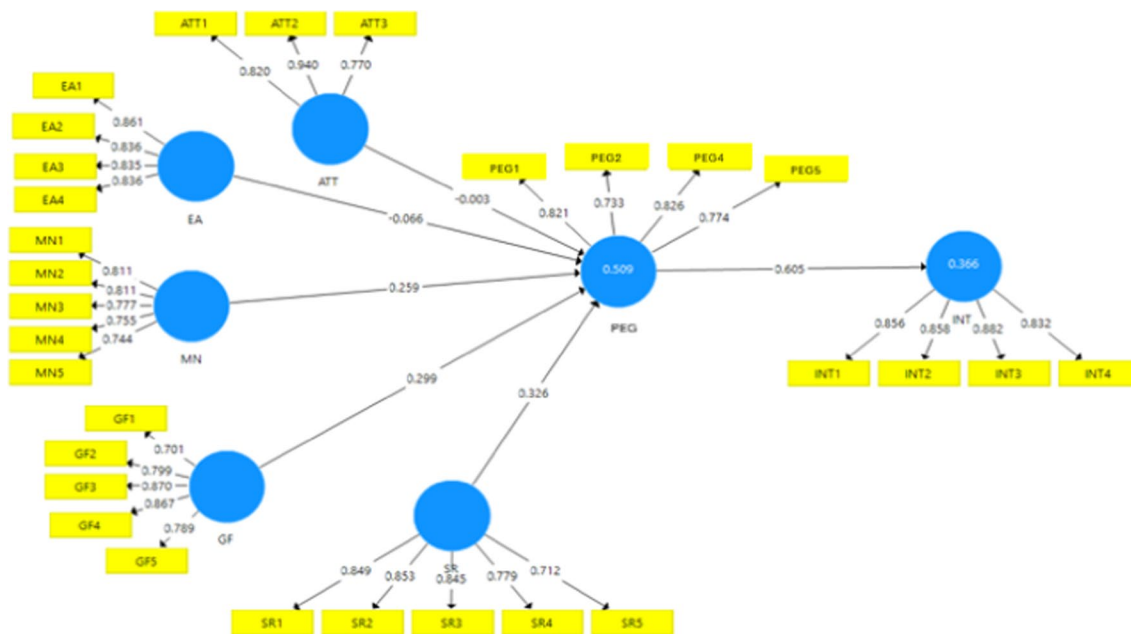 ATT1 ATT2 ATT3
0.820 0.940 0.770
ATT
EA1
EA2
EA3
EA4
0.861
0.836
0.835
0.836
EA
-0.003
-0.066
MN1
MN2
MN3
MN4
MN5
0.811
0.811
0.777
0.755
0.744
MN
0.259
PEG1 PEG2 PEG4 PEG5
0.821 0.733 0.826 0.774
0.509
PEG
0.605
0.366
INT
0.856 0.858 0.882 0.832
INT1 INT2 INT3 INT4
0.299
0.326
GF1
GF2
GF3
GF4
GF5
0.701
0.799
0.870
0.867
0.789
GF
SR
0.849 0.853 0.845 0.779 0.712
SR1 SR2 SR3 SR4 SR5